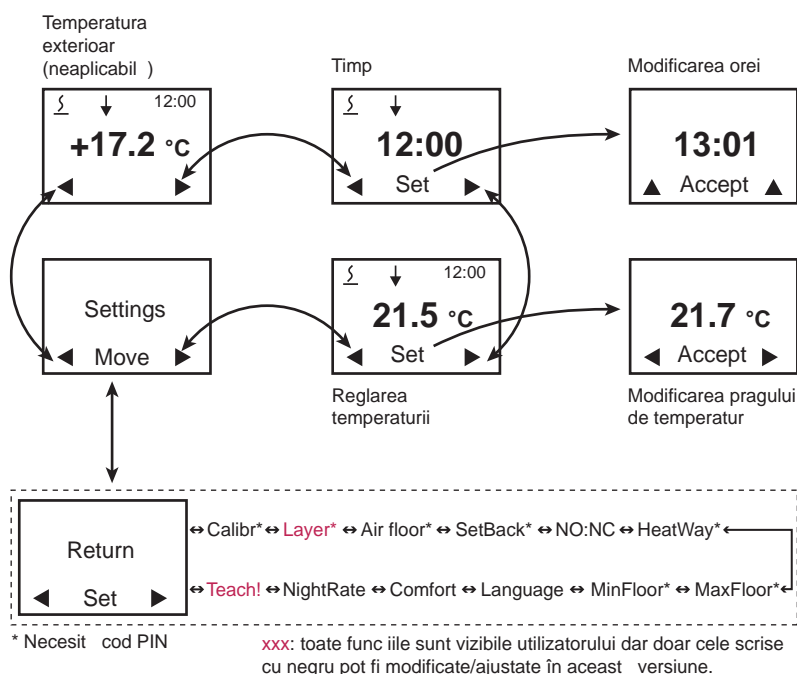 Temperatura
exterioar
(neaplicabil )
Timp
Modificarea orei
12:00
+17.2 °C
12:00
Set
13:01
Accept
Settings
Move
12:00
21.5 °C
Set
21.7 °C
Accept
Reglarea
temperaturii
Modificarea pragului
de temperatur
Return
Set
Calibr* Layer* Air floor* SetBack* NO:NC HeatWay*
Teach! NightRate Comfort Language MinFloor* MaxFloor*
* Necesit cod PIN
xxx: toate func iile sunt vizibile utilizatorului dar doar cele scrise
cu negru pot fi modificate/ajustate în aceast versiune.